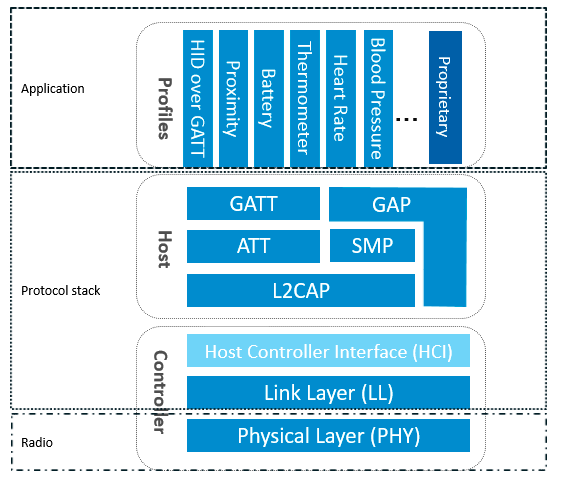 Application
Profiles
HID over GATT
Proximity
Battery
Thermometer
Heart Rate
Blood Pressure
...
Proprietary
Protocol stack
Host
GATT
GAP
ATT
SMP
L2CAP
Controller
Host Controller Interface (HCI)
Link Layer (LL)
Radio
Physical Layer (PHY)